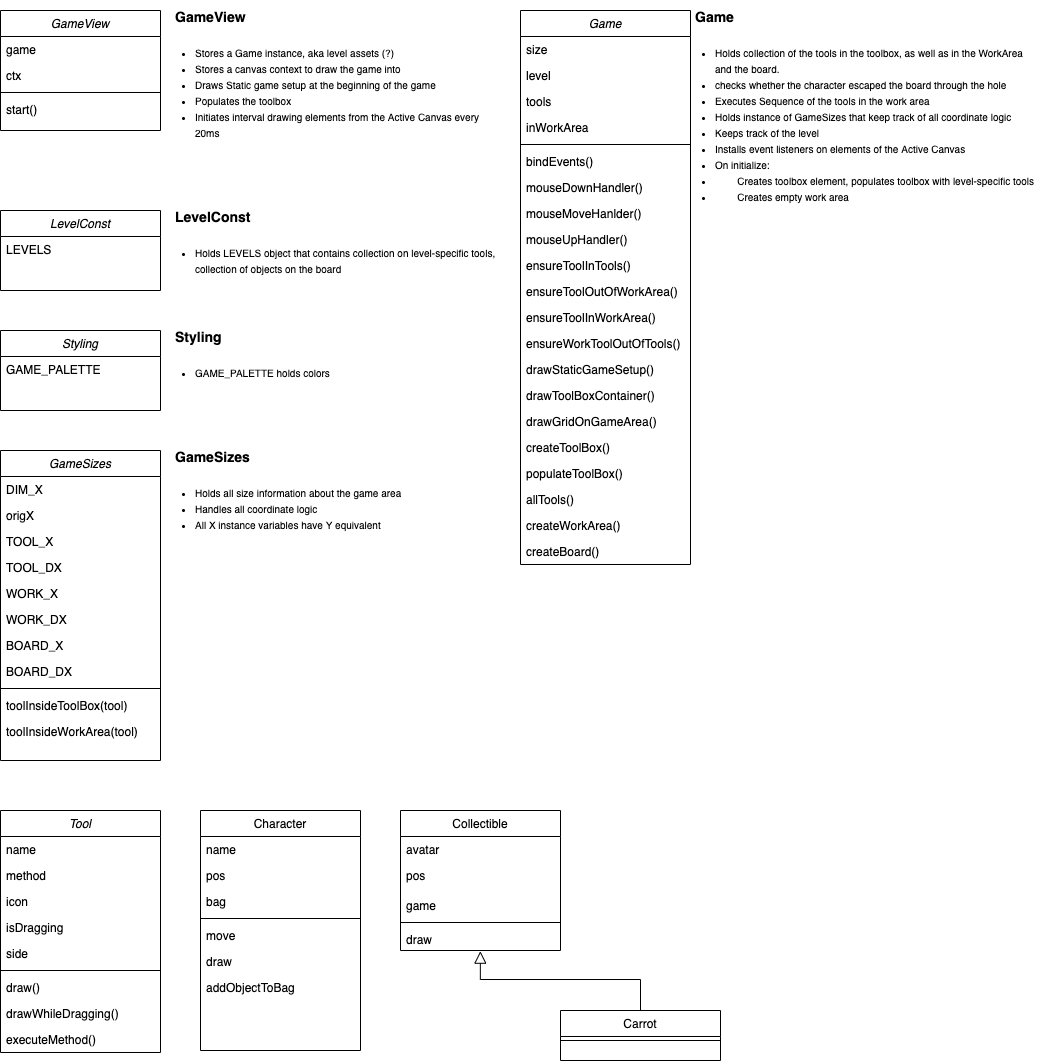 GameView
game
ctx
start()
GameView
• Stores a Game instance, aka level assets (?)
• Stores a canvas context to draw the game into
• Draws Static game setup at the beginning of the game
• Populates the toolbox
• Initiates interval drawing elements from the Active Canvas every
20ms
LevelConst
LEVELS
LevelConst
• Holds LEVELS object that contains collection on level-specific tools,
collection of objects on the board
Styling
GAME_PALETTE
Styling
• GAME_PALETTE holds colors
GameSizes
DIM_X
origX
TOOL_X
TOOL_DX
WORK_X
WORK_DX
BOARD_X
BOARD_DX
toolInsideToolBox(tool)
toolInsideWorkArea(tool)
GameSizes
• Holds all size information about the game area
• Handles all coordinate logic
• All X instance variables have Y equivalent
Game
size
level
tools
inWorkArea
bindEvents()
mouseDownHandler()
mouseMoveHanlder()
mouseUpHandler()
ensureToolInTools()
ensureToolOutOfWorkArea()
ensureToolInWorkArea()
ensureWorkToolOutOfTools()
drawStaticGameSetup()
drawToolBoxContainer()
drawGridOnGameArea()
createToolBox()
populateToolBox()
allTools()
createWorkArea()
createBoard()
Game
• Holds collection of the tools in the toolbox, as well as in the WorkArea
and the board.
• checks whether the character escaped the board through the hole
• Executes Sequence of the tools in the work area
• Holds instance of GameSizes that keep track of all coordinate logic
• Keeps track of the level
• Installs event listeners on elements of the Active Canvas
• On initialize:
• Creates toolbox element, populates toolbox with level-specific tools
• Creates empty work area
Tool
name
method
icon
isDragging
side
draw()
drawWhileDragging()
executeMethod()
Character
name
pos
bag
move
draw
addObjectToBag
Collectible
avatar
pos
game
draw
Carrot